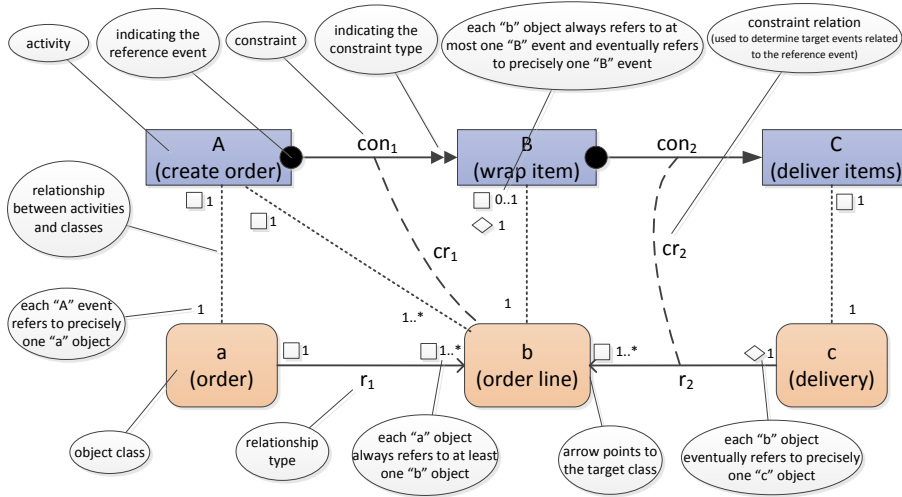 activity
indicating the
reference event
constraint
indicating the
constraint type
each “b” object always refers to at
most one “B” event and eventually refers
to precisely one “B” event
constraint relation
(used to determine target events related
to the reference event)
A
(create order)
con1
B
(wrap item)
con2
C
(deliver items)
relationship
between activities
and classes
1
1
0..1
1
1
cr1
cr2
each “A” event
refers to precisely
one “a” object
1
1..*
1
1
a
(order)
1
r1
1..*
b
(order line)
1..*
r2
1
c
(delivery)
object class
relationship
type
each “a” object
always refers to at least
one “b” object
arrow points to
the target class
each “b” object
eventually refers to precisely
one “c” object